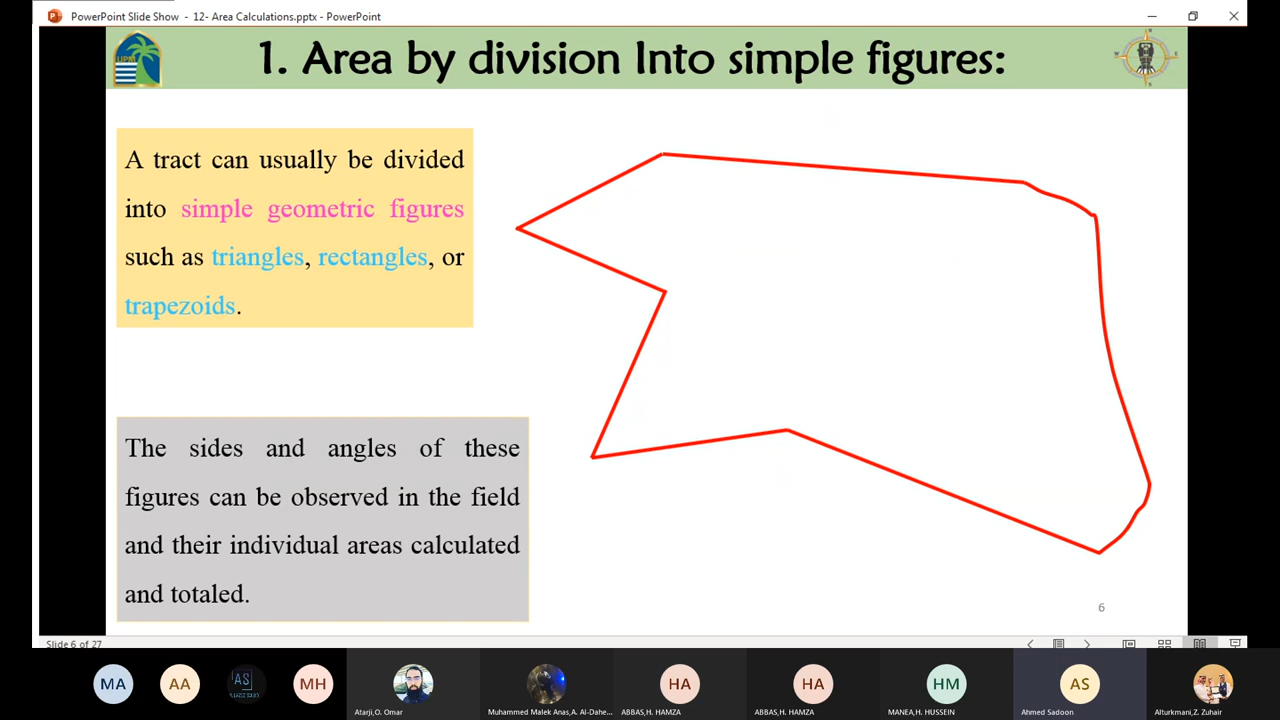 PowerPoint Slide Show - 12- Area Calculations.pptx - PowerPoint
1. Area by division Into simple figures:
UPM
A tract can usually be divided
into simple geometric figures
such as triangles, rectangles, or
trapezoids.
The sides and angles of these
figures can be observed in the field
and their individual areas calculated
and totaled.
6
Slide 6 of 27
MA
AA
AS
MH
HA
HA
HM
AS
Atarji,O. Omar
Muhammed Malek Anas,A. Al-Dahe...
ABBAS,H. HAMZA
ABBAS,H. HAMZA
MANEA,H. HUSSEIN
Ahmed Sadoon
Alturkmani,Z. Zuhair